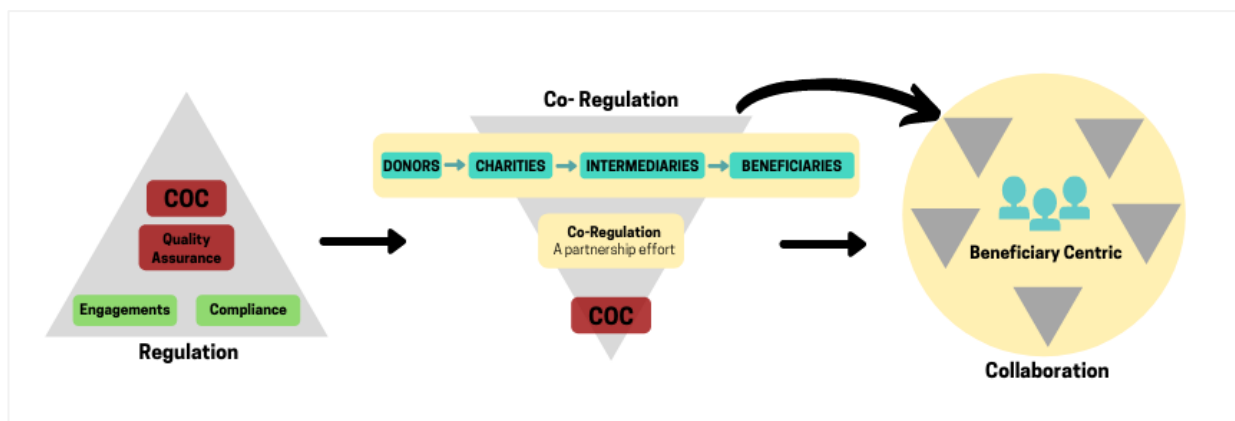 COC
Quality
Assurance
Engagements
Compliance
Regulation
Co- Regulation
DONORS
CHARITIES
INTERMEDIARIES
BENEFICIARIES
Co-Regulation
A partnership effort
COC
Beneficiary Centric
Collaboration